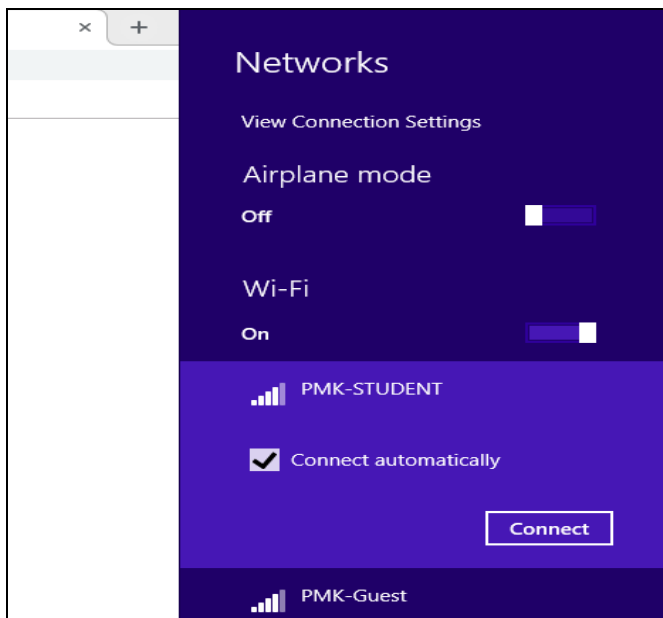 Networks
View Connection Settings
Airplane mode
Off
Wi-Fi
On
PMK-STUDENT
Connect automatically
Connect
PMK-Guest